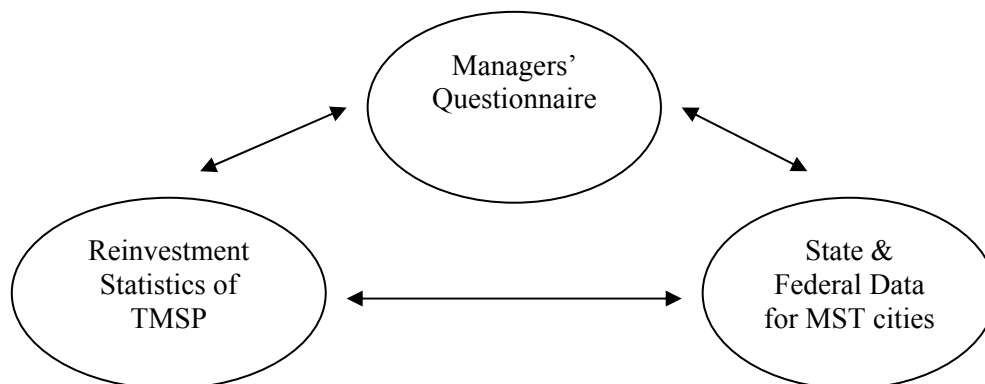 Managers’
Questionnaire
Reinvestment
Statistics of
TMSP
State &
Federal Data
for MST cities